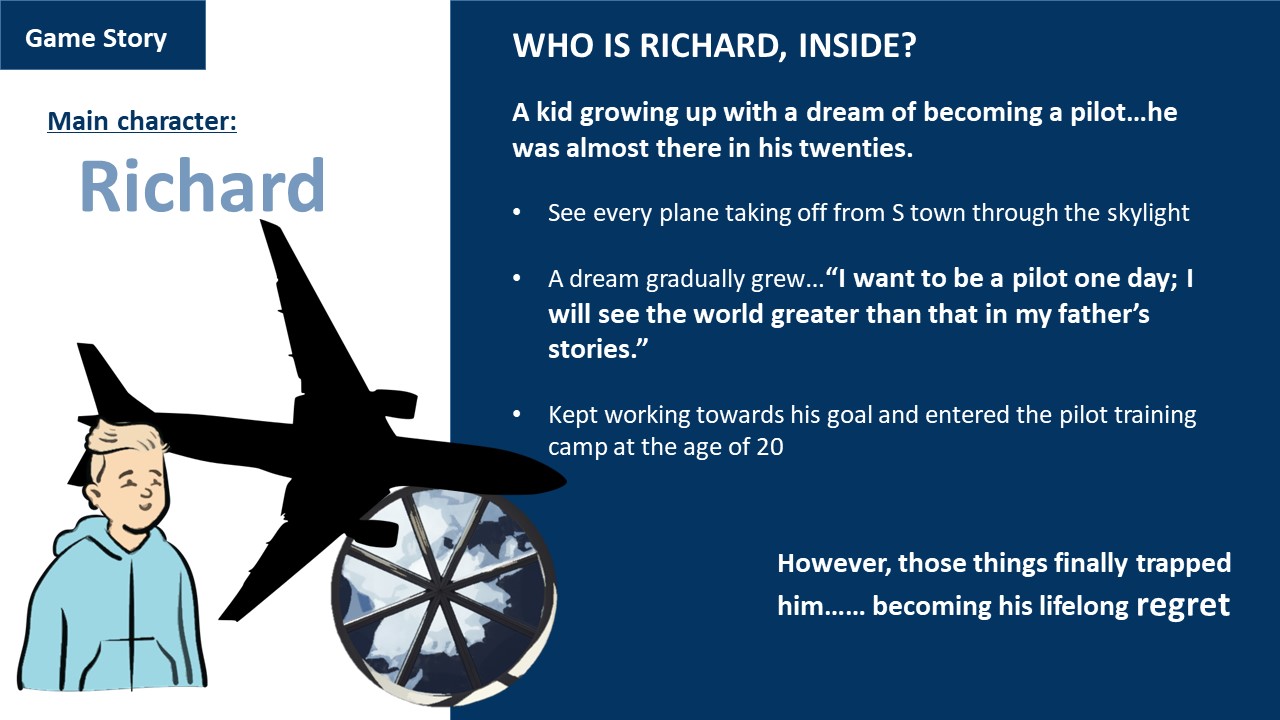 Game Story
Main character:
Richard
WHO IS RICHARD, INSIDE?
A kid growing up with a dream of becoming a pilot...he
was almost there in his twenties.
• See every plane taking off from S town through the skylight
• A dream gradually grew...“I want to be a pilot one day; I
will see the world greater than that in my father’s
stories.”
• Kept working towards his goal and entered the pilot training
camp at the age of 20
However, those things finally trapped
him...... becoming his lifelong regret